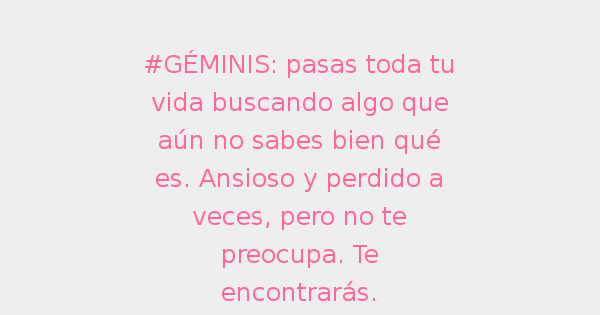 #GÉMINIS: pasas toda tu
vida buscando algo que
aún no sabes bien qué
es. Ansioso y perdido a
veces, pero no te
preocupa. Te
encontrarás.